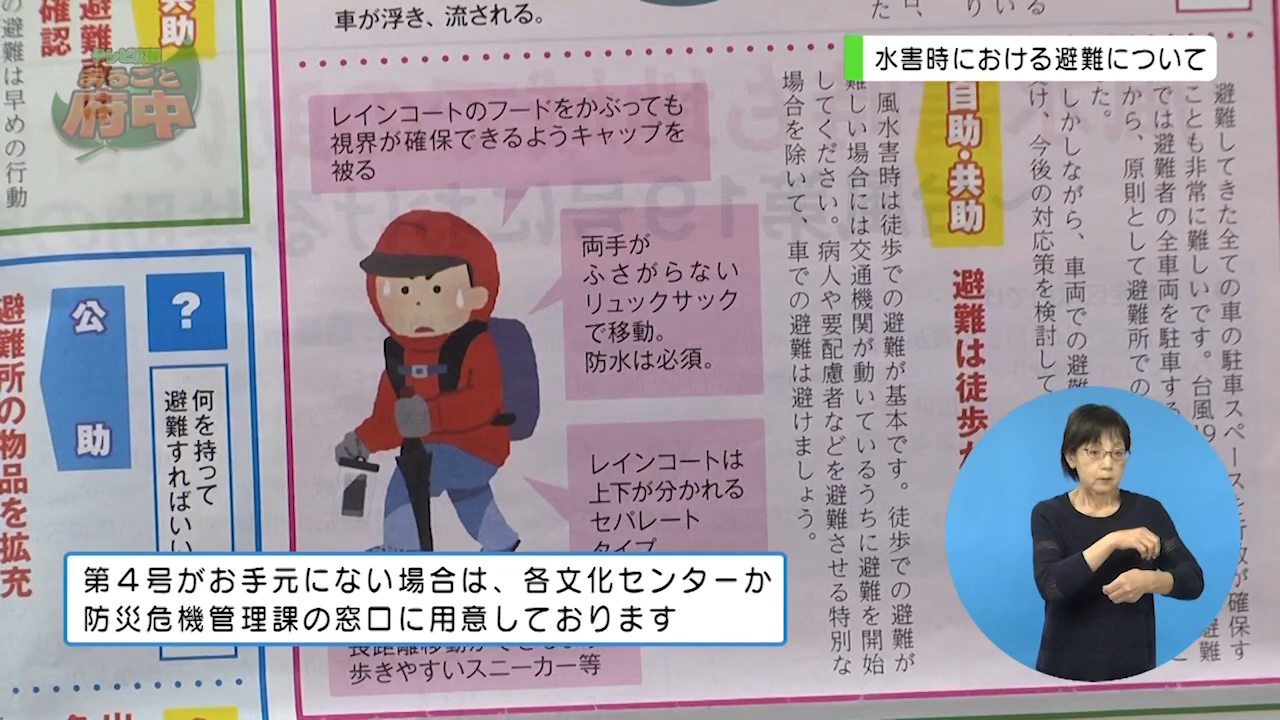 車が浮き、流される。
水害時における避難について
テレビ広報
まるごと
府中
共助
避難
確認
の避難は早めの行動
レインコートのフードをかぶっても
視界が確保できるようキャップを
被る
両手が
ふさがらない
リュックサック
で移動。
防水は必須。
レインコートは
上下が分かれる
セパレート
タイプ
歩きやすいスニーカー等
避難してきた全ての車の駐車スペースを
ことも非常に難しいです。台風19
では避難者の全車両を駐車する
から、原則として避難所での
た。
しかしながら、車両での避難
け、今後の対応策を検討して
自助・共助
避難は徒歩
風水害時は徒歩での避難が基本です。徒歩での避難が
難しい場合には交通機関が動いているうちに避難を開始
してください。病人や要配慮者などを避難させる特別な
場合を除いて、車での避難は避けましょう。
?
何を持って
避難すればいい
公助
避難所の物品を拡充
第４号がお手元にない場合は、各文化センターか
防災危機管理課の窓口に用意しております